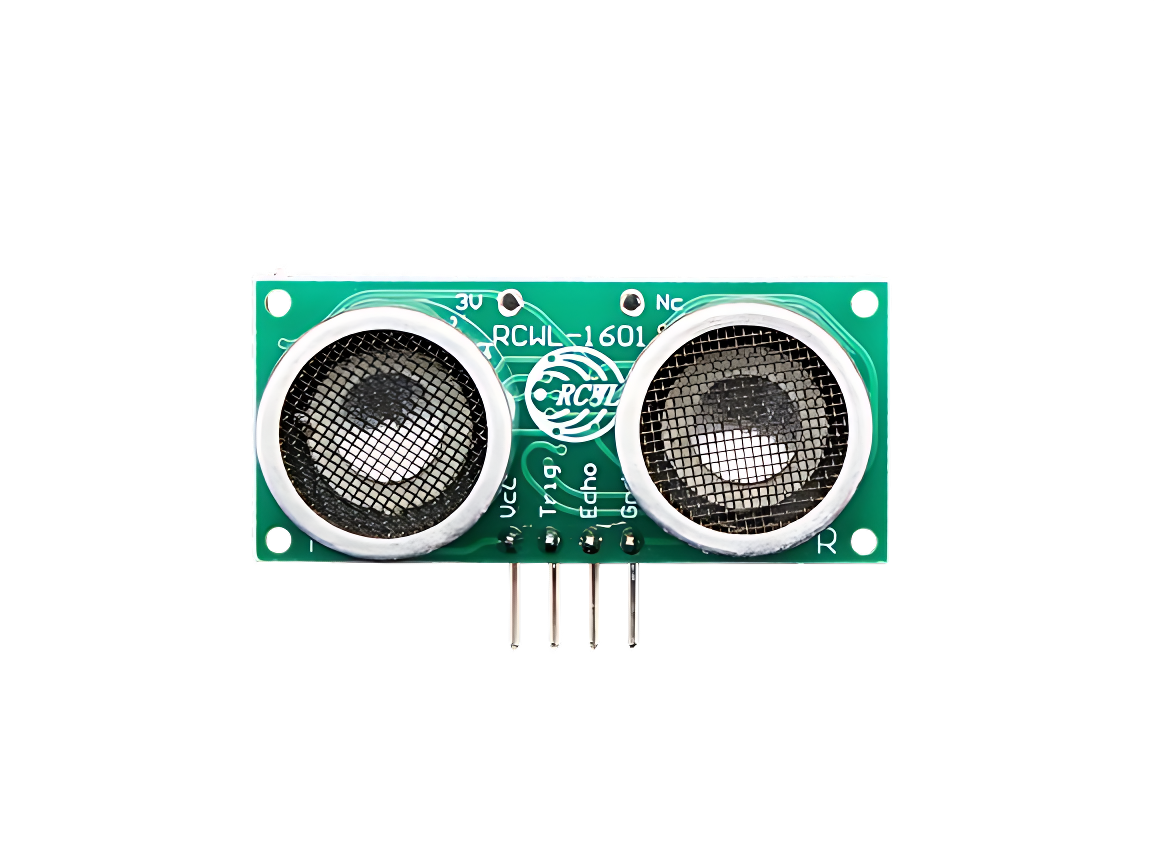 3V
Nc
RCWL-1601
RCWL
Vcc
Trig
Echo
Gnd
R